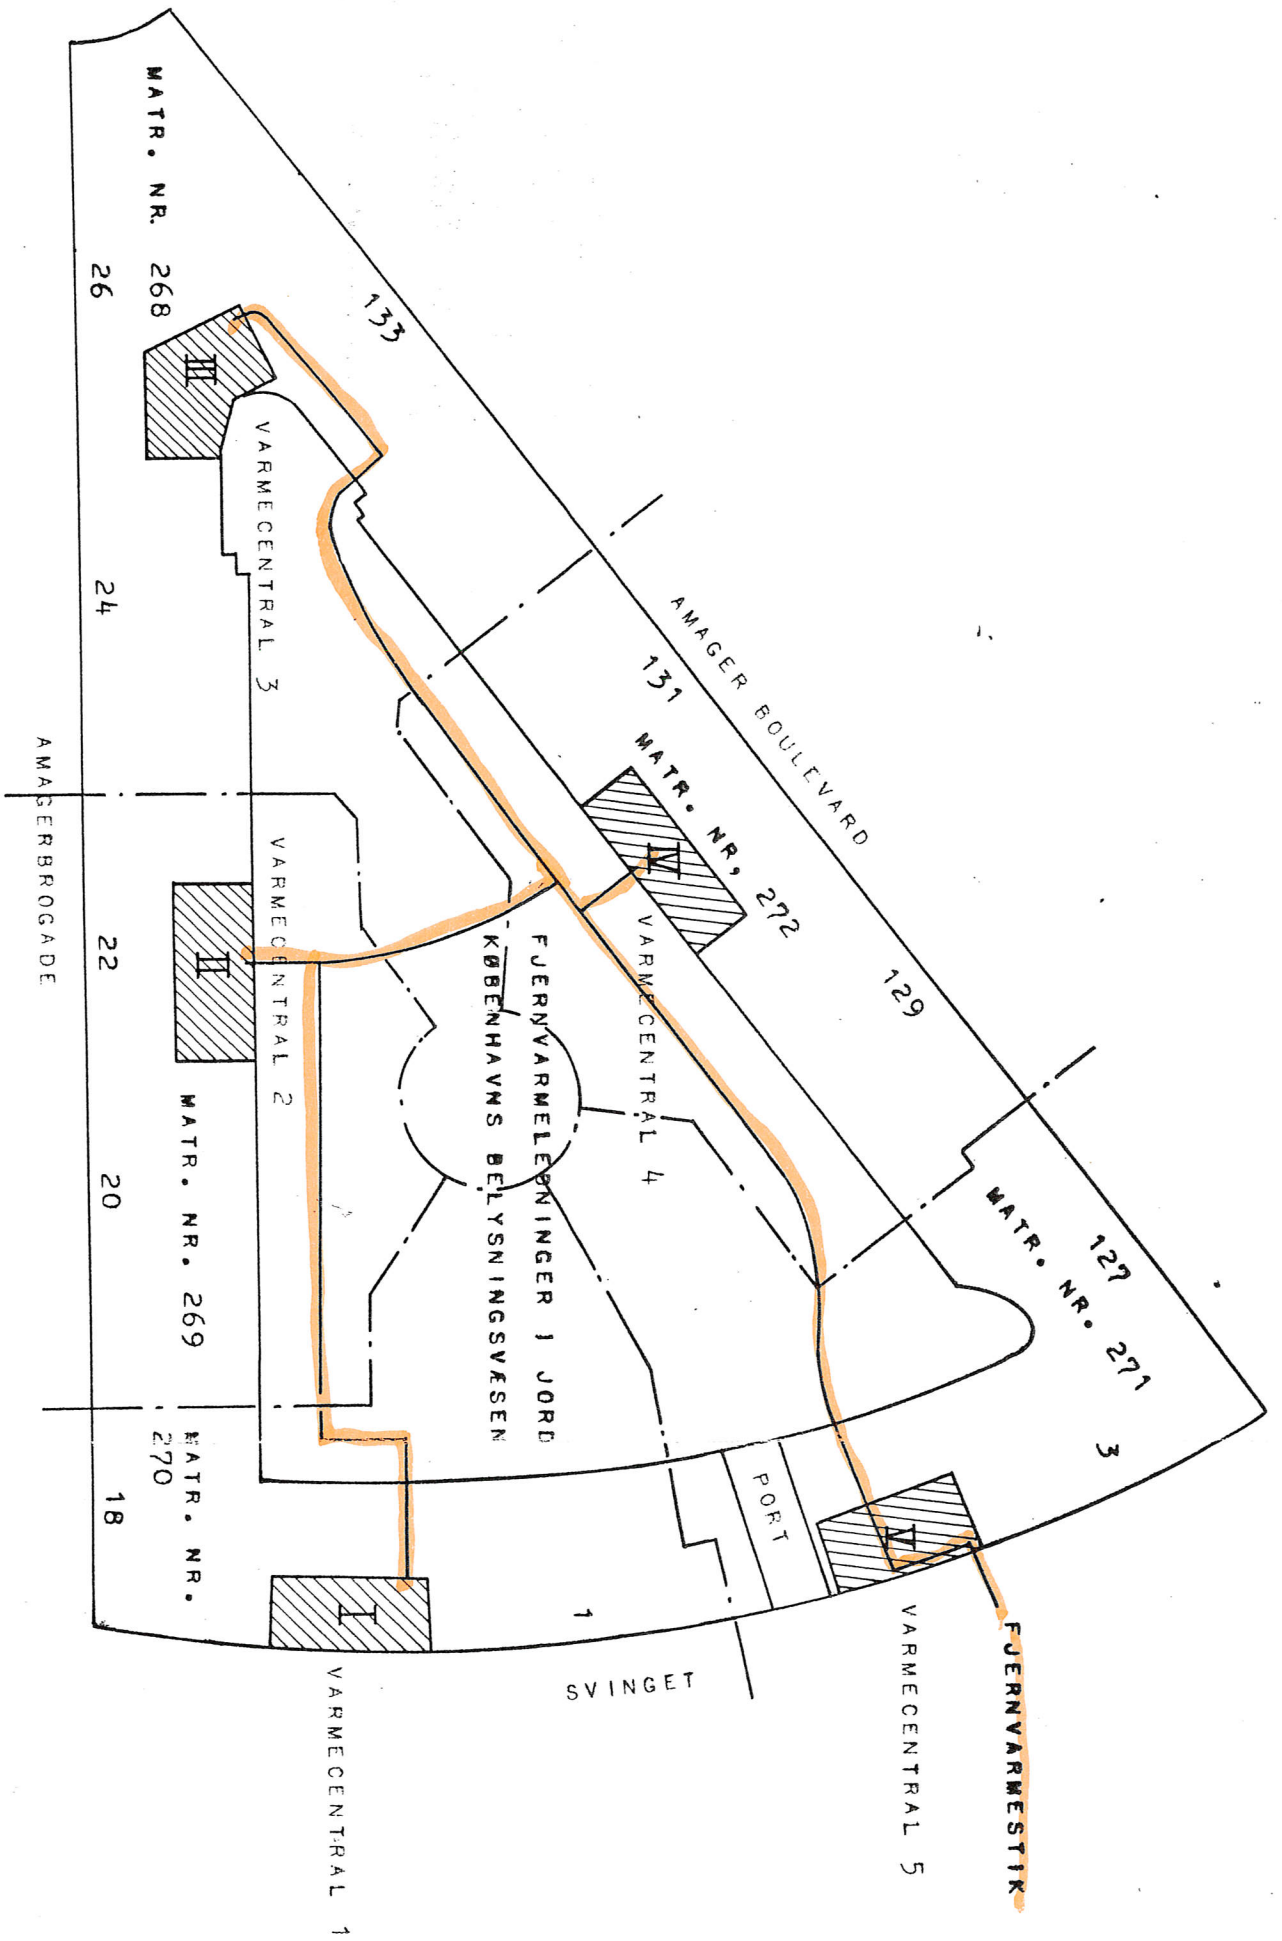 MATR. NR. 268
26
24
22
20
18
133
131
129
127
3
1
AMAGER BOULEVARD
AMAGERBROGADE
SVINGET
PORT
III
VARMECENTRAL 3
II
VARMECENTRAL 2
MATR. NR. 269
MATR. NR.
270
I
VARMECENTRAL 1
MATR. NR, 272
IV
VARMECENTRAL 4
MATR. NR. 271
V
VARMECENTRAL 5
FJERNVARMESTIK
FJERNVARMELEDNINGER I JORD
KØBENHAVNS BELYSNINGSVÆSEN